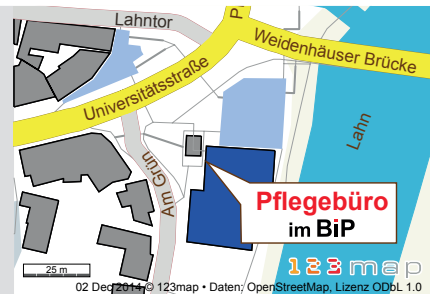 Lahntor
P
Weidenhäuser Brücke
Universitätsstraße
Lahn
Am Grün
Pflegebüro
im BiP
25 m
123map
02 Dec 2014 © 123map • Daten: OpenStreetMap, Lizenz ODbL 1.0